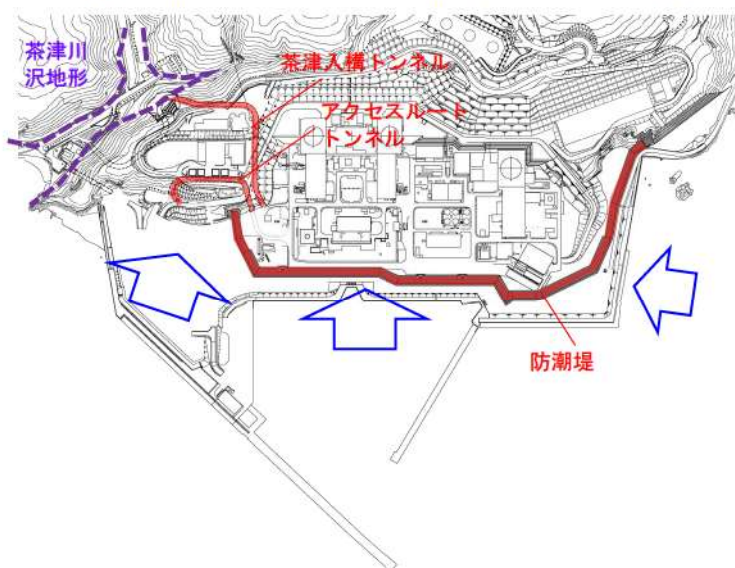 茶津川
沢地形
茶津入構トンネル
アクセスルート
トンネル
防潮堤